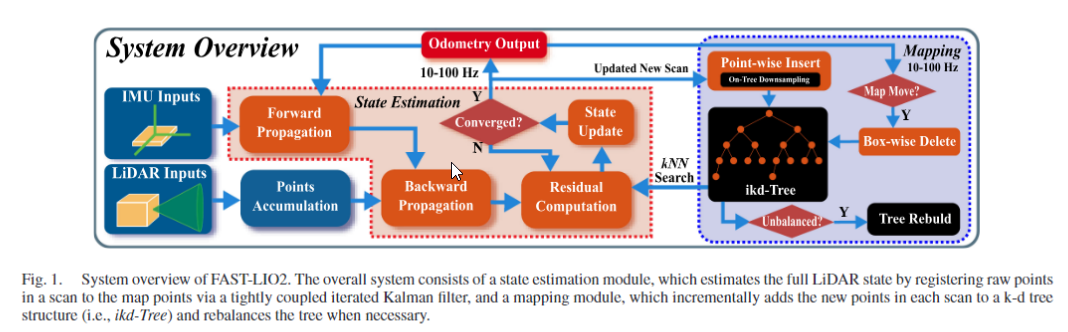 System Overview
Odometry Output
Mapping
10-100 Hz
10-100 Hz
Updated New Scan
Point-wise Insert
On-Tree Downsampling
Map Move?
IMU Inputs
State Estimation
Y
Forward
Propagation
Converged?
State
Update
Y
Box-wise Delete
N
LiDAR Inputs
kNN
Search
ikd-Tree
Points
Accumulation
Backward
Propagation
Residual
Computation
Unbalanced?
Y
Tree Rebuld
Fig. 1. System overview of FAST-LIO2. The overall system consists of a state estimation module, which estimates the full LiDAR state by registering raw points
in a scan to the map points via a tightly coupled iterated Kalman filter, and a mapping module, which incrementally adds the new points in each scan to a k-d tree
structure (i.e., ikd-Tree) and rebalances the tree when necessary.